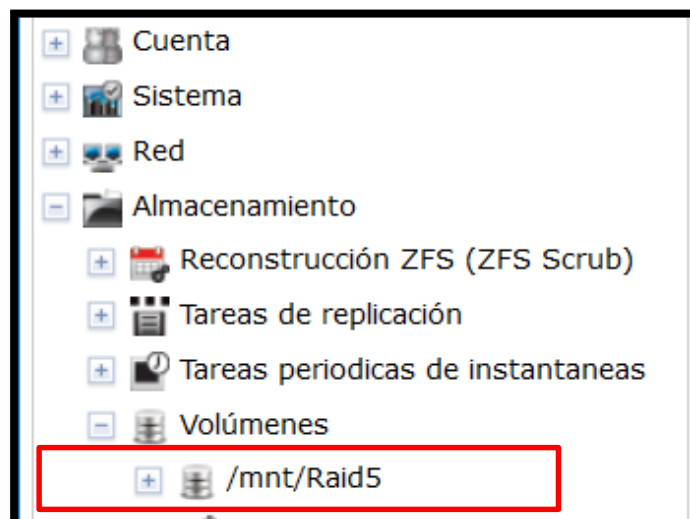 Cuenta
Sistema
Red
Almacenamiento
Reconstrucción ZFS (ZFS Scrub)
Tareas de replicación
Tareas periodicas de instantaneas
Volúmenes
/mnt/Raid5